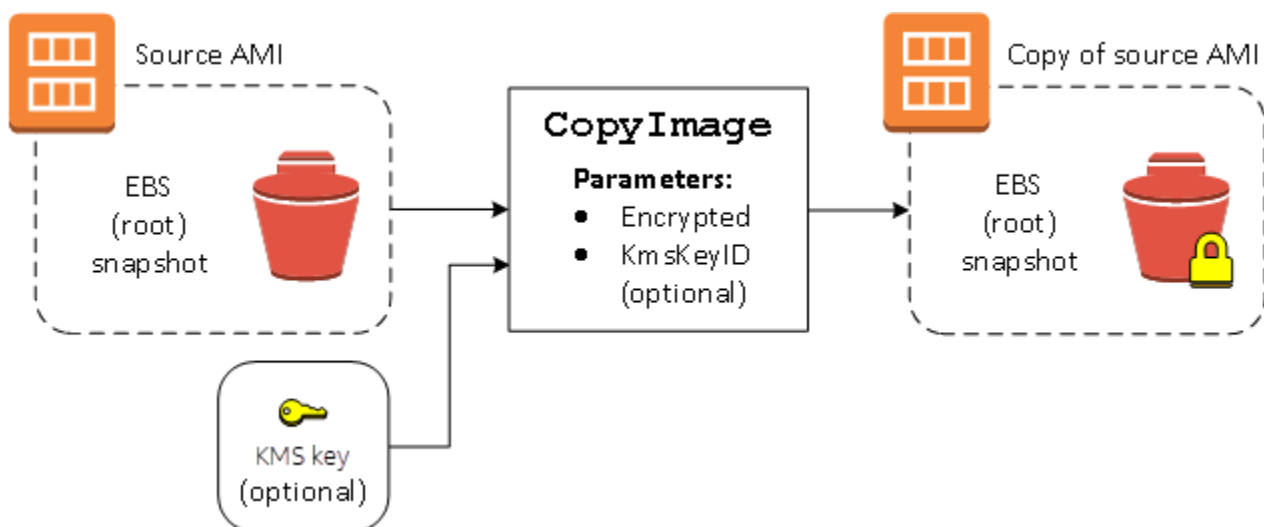 Source AMI
EBS
(root)
snapshot
KMS key
(optional)
CopyImage
Parameters:
● Encrypted
● KmsKeyID
(optional)
Copy of source AMI
EBS
(root)
snapshot